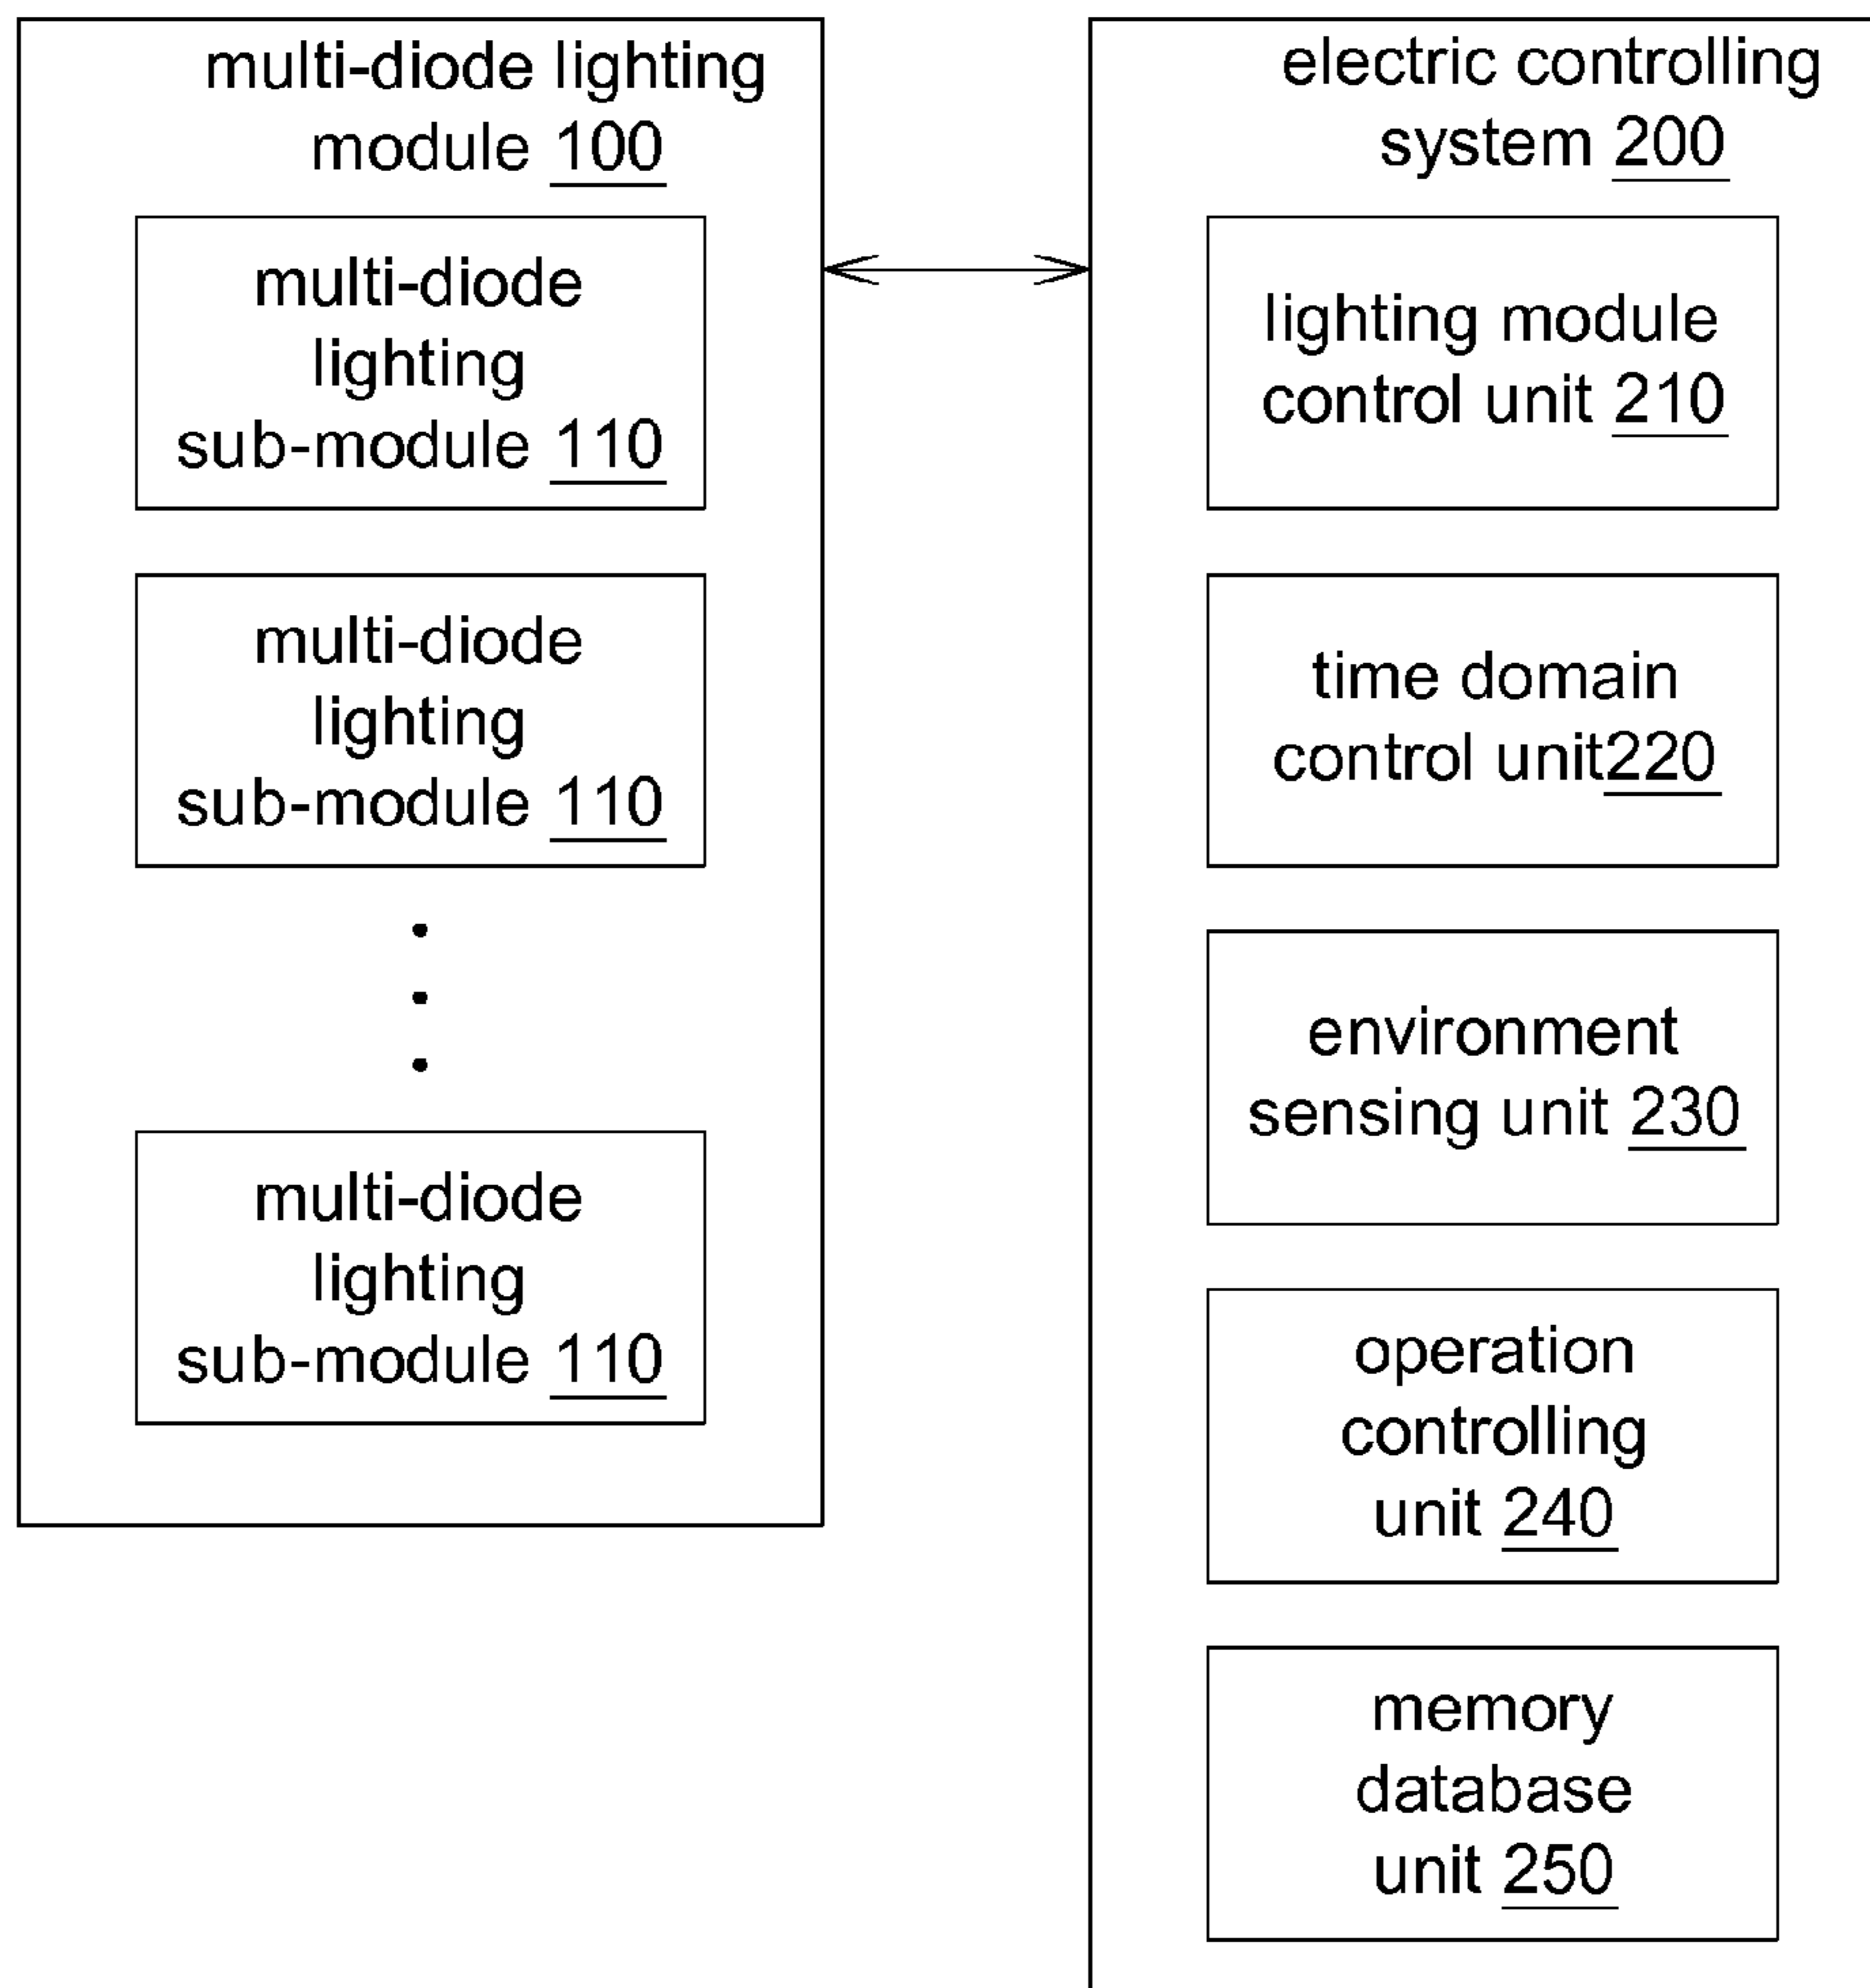 multi-diode lighting
module 100
multi-diode
lighting
sub-module 110
multi-diode
lighting
sub-module 110
multi-diode
lighting
sub-module 110
electric controlling
system 200
lighting module
control unit 210
time domain
control unit220
environment
sensing unit 230
operation
controlling
unit 240
memory
database
unit 250